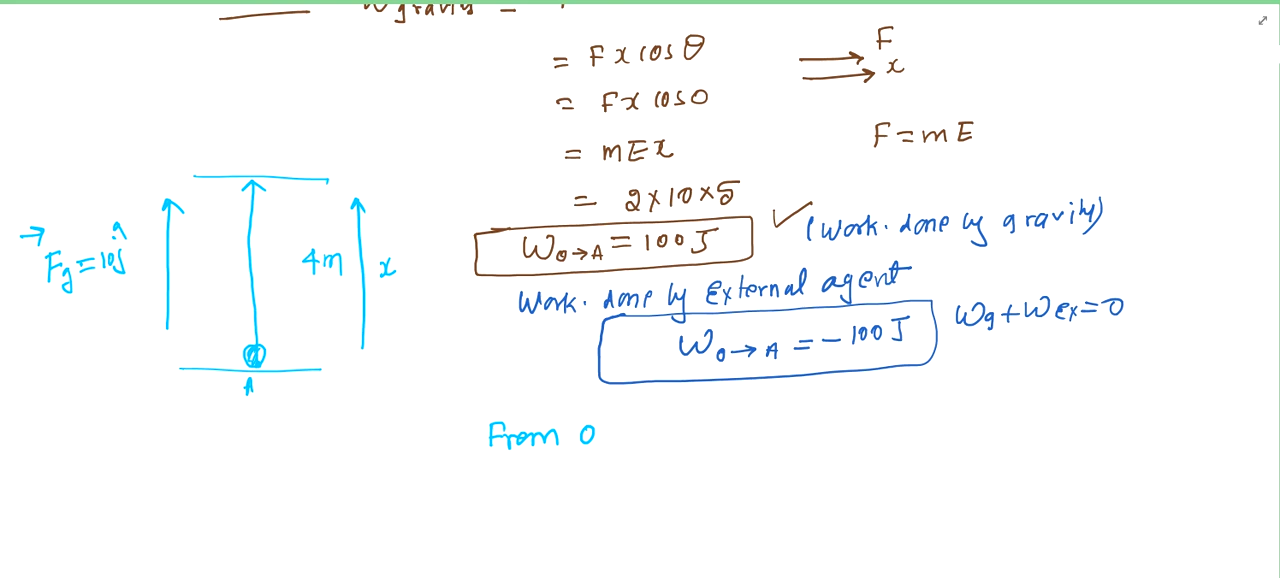 W gravity =
= F x cos θ
= Fx cos 0
= mEx
= 2×10×5
W₀→A = 100 J
(Work. done by gravity)
F
x
F = mE
Work. done by External agent
W₀→A = - 100 J
Wg + Wex = 0
Fg = 10ĵ
4m
x
A
From 0